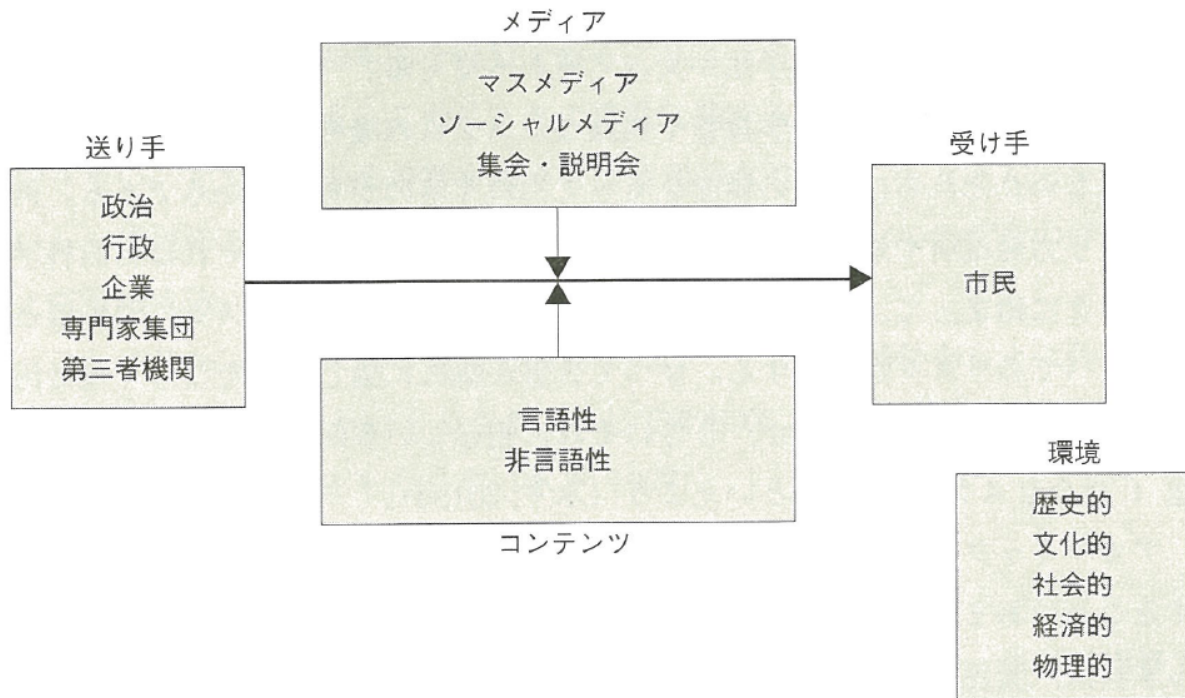 メディア
マスメディア
ソーシャルメディア
集会・説明会
送り手
政治
行政
企業
専門家集団
第三者機関
受け手
市民
言語性
非言語性
コンテンツ
環境
歴史的
文化的
社会的
経済的
物理的